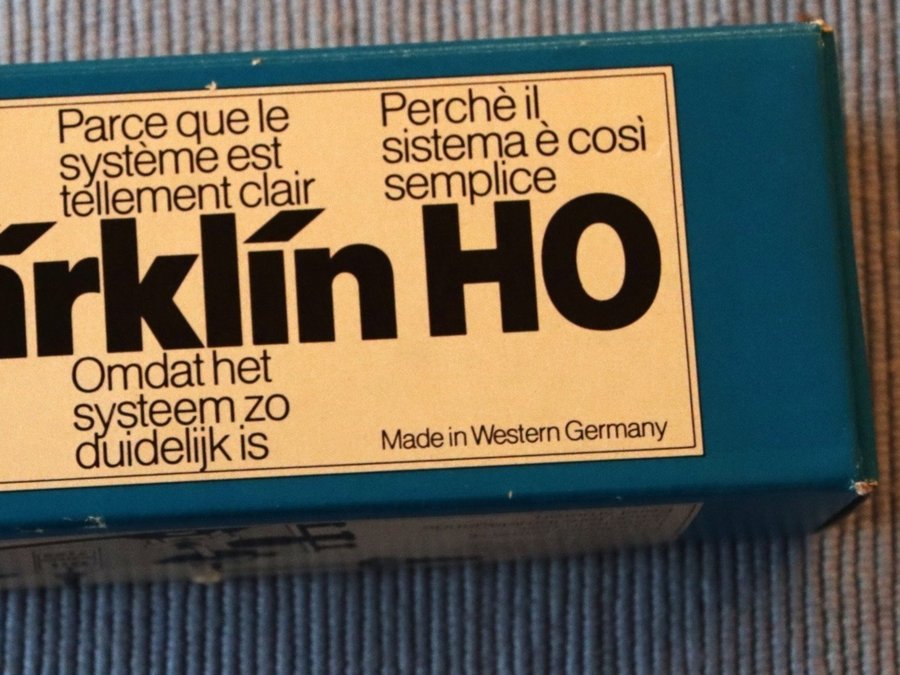 Parce que le
système est
tellement clair
Perchè il
sistema è così
semplice
árklín HO
Omdat het
systeem zo
duidelijk is
Made in Western Germany